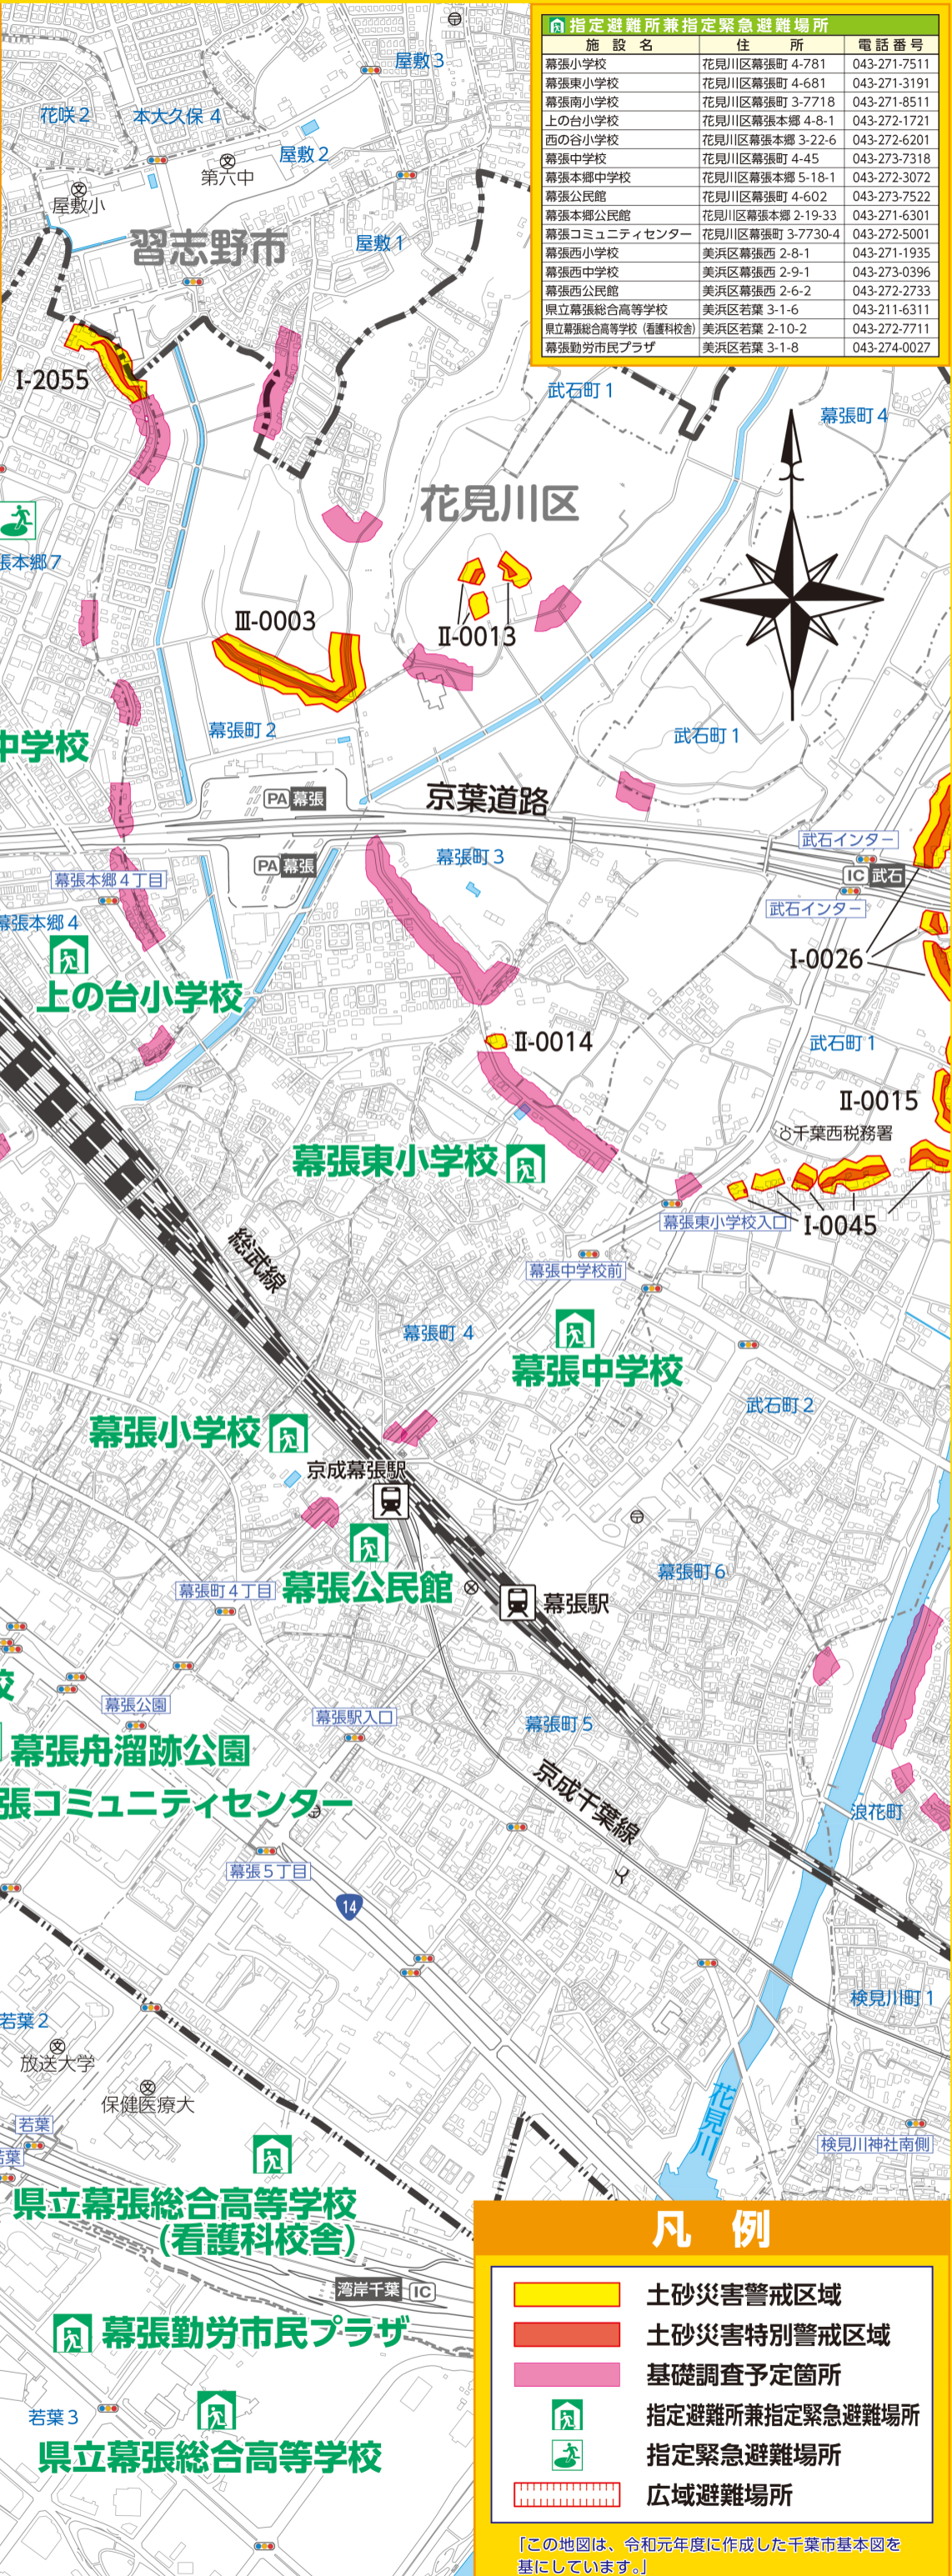 指定避難所兼指定緊急避難場所
施設名 住所 電話番号
幕張小学校 花見川区幕張町 4-781 043-271-7511
幕張東小学校 花見川区幕張町 4-681 043-271-3191
幕張南小学校 花見川区幕張町 3-7718 043-271-8511
上の台小学校 花見川区幕張本郷 4-8-1 043-272-1721
西の谷小学校 花見川区幕張本郷 3-22-6 043-272-6201
幕張中学校 花見川区幕張町 4-45 043-273-7318
幕張本郷中学校 花見川区幕張本郷 5-18-1 043-272-3072
幕張公民館 花見川区幕張町 4-602 043-273-7522
幕張本郷公民館 花見川区幕張本郷 2-19-33 043-271-6301
幕張コミュニティセンター 花見川区幕張町 3-7730-4 043-272-5001
幕張西小学校 美浜区幕張西 2-8-1 043-271-1935
幕張西中学校 美浜区幕張西 2-9-1 043-273-0396
幕張西公民館 美浜区幕張西 2-6-2 043-272-2733
県立幕張総合高等学校 美浜区若葉 3-1-6 043-211-6311
県立幕張総合高等学校（看護科校舎） 美浜区若葉 2-10-2 043-272-7711
幕張勤労市民プラザ 美浜区若葉 3-1-8 043-274-0027
屋敷3
花咲2
本大久保 4
屋敷2
第六中
屋敷小
習志野市
屋敷1
I-2055
武石町1
幕張町4
花見川区
張本郷7
Ⅲ-0003
Ⅱ-0013
幕張町2
武石町1
中学校
PA 幕張
京葉道路
PA 幕張
幕張町3
武石インター
IC 武石
武石インター
幕張本郷4丁目
幕張本郷4
I-0026
上の台小学校
Ⅱ-0014
武石町1
Ⅱ-0015
千葉西税務署
幕張東小学校
幕張東小学校入口
I-0045
総武線
幕張中学校前
幕張町 4
幕張中学校
武石町2
幕張小学校
京成幕張駅
幕張公民館
幕張町6
幕張町4丁目
幕張駅
校
幕張公園
幕張駅入口
幕張町5
幕張舟溜跡公園
京成千葉線
張コミュニティセンター
浪花町
幕張5丁目
14
検見川町1
若葉2
放送大学
保健医療大
花見川
若葉
若葉
検見川神社南側
県立幕張総合高等学校
(看護科校舎)
湾岸千葉 IC
幕張勤労市民プラザ
若葉3
県立幕張総合高等学校
凡例
土砂災害警戒区域
土砂災害特別警戒区域
基礎調査予定箇所
指定避難所兼指定緊急避難場所
指定緊急避難場所
広域避難場所
「この地図は、令和元年度に作成した千葉市基本図を
基にしています。」